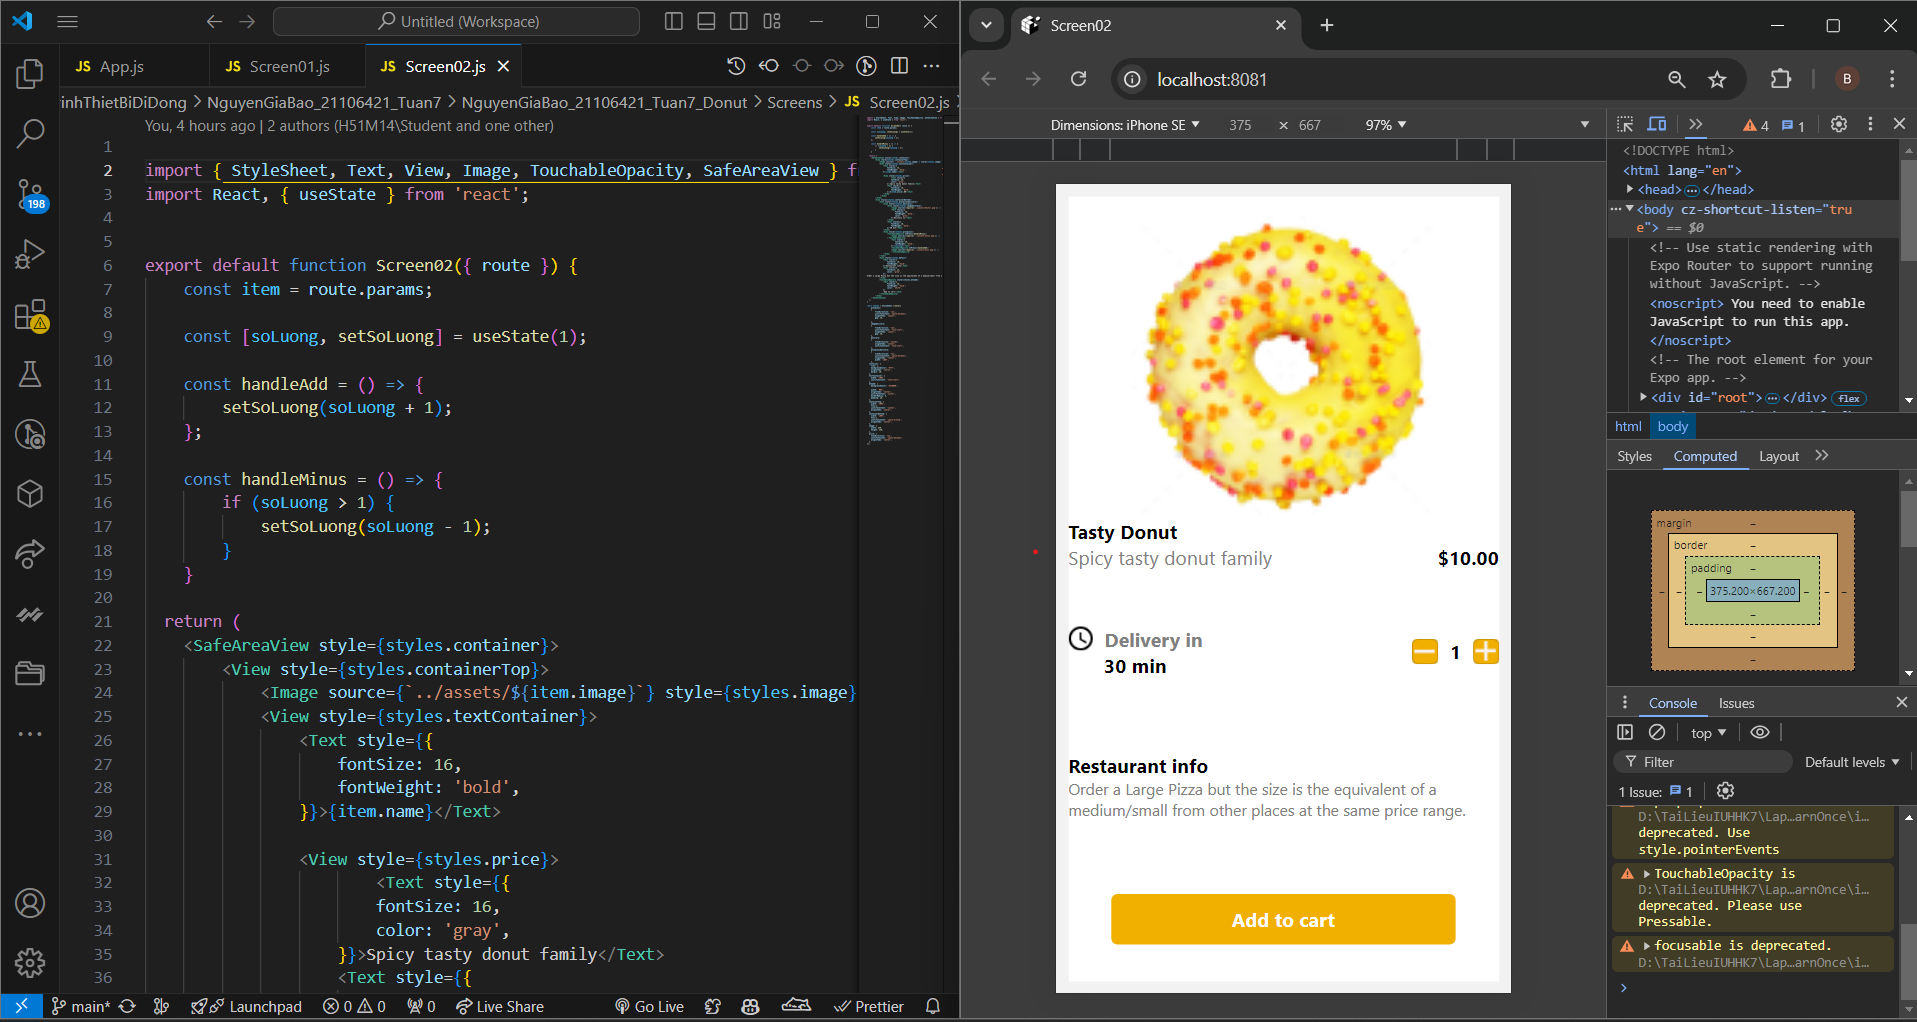 Untitled (Workspace)
JS App.js
JS Screen01.js
JS Screen02.js
inhThietBiDiDong > NguyenGiaBao_21106421_Tuan7 > NguyenGiaBao_21106421_Tuan7_Donut > Screens > JS Screen02.js
You, 4 hours ago | 2 authors (H51M14\Student and one other)
1
2 import { StyleSheet, Text, View, Image, TouchableOpacity, SafeAreaView }
3 import React, { useState } from 'react';
4
5
6 export default function Screen02({ route }) {
7 const item = route.params;
8
9 const [soLuong, setSoLuong] = useState(1);
10
11 const handleAdd = () => {
12 setSoLuong(soLuong + 1);
13 };
14
15 const handleMinus = () => {
16 if (soLuong > 1) {
17 setSoLuong(soLuong - 1);
18 }
19 }
20
21 return (
22 <SafeAreaView style={styles.container}>
23 <View style={styles.containerTop}>
24 <Image source={`../assets/${item.image}`} style={styles.image}
25 <View style={styles.textContainer}>
26 <Text style={{
27 fontSize: 16,
28 fontWeight: 'bold',
29 }}>{item.name}</Text>
30
31 <View style={styles.price}>
32 <Text style={{
33 fontSize: 16,
34 color: 'gray',
35 }}>Spicy tasty donut family</Text>
36 <Text style={{
198
main*
Launchpad
0 0
0
Live Share
Go Live
Prettier
Screen02
localhost:8081
B
Dimensions: iPhone SE
375 × 667
97%
Tasty Donut
Spicy tasty donut family
$10.00
Delivery in
30 min
1
Restaurant info
Order a Large Pizza but the size is the equivalent of a
medium/small from other places at the same price range.
Add to cart
4 1
<!DOCTYPE html>
<html lang="en">
<head> </head>
<body cz-shortcut-listen="tru
e"> == $0
<!-- Use static rendering with
Expo Router to support running
without JavaScript. -->
<noscript> You need to enable
JavaScript to run this app.
</noscript>
<!-- The root element for your
Expo app. -->
<div id="root"> </div> flex
html body
Styles Computed Layout
margin –
border –
padding –
– – – 375.200×667.200 – – –
–
–
–
Console Issues
top
Filter
Default levels
1 Issue: 1
D:\TaiLieuIUHHK7\Lap…arnOnce\i…
deprecated. Use
style.pointerEvents
TouchableOpacity is
D:\TaiLieuIUHHK7\Lap…arnOnce\i…
deprecated. Please use
Pressable.
focusable is deprecated.
D:\TaiLieuIUHHK7\Lap…arnOnce\i…